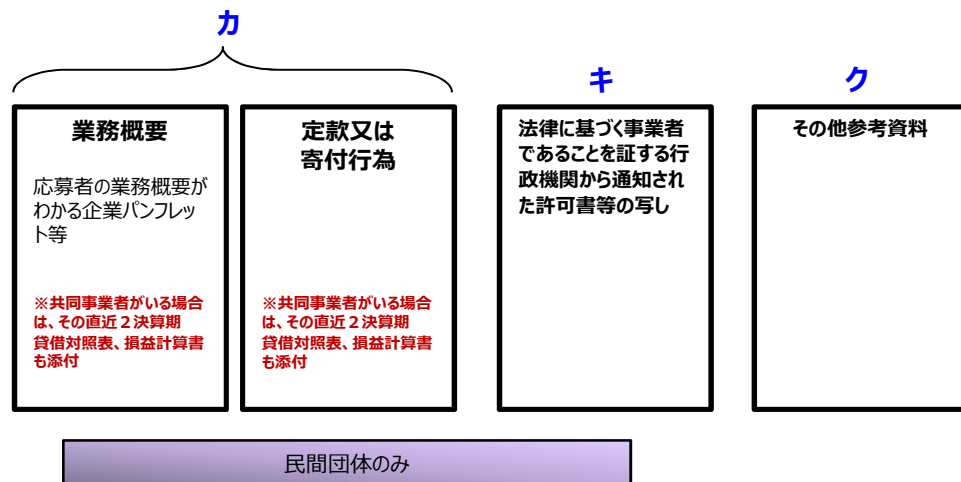 カ
業務概要
応募者の業務概要が
わかる企業パンフレッ
ト等
※共同事業者がいる場合
は、その直近２決算期
貸借対照表、損益計算書
も添付
定款又は
寄付行為
※共同事業者がいる場合
は、その直近２決算期
貸借対照表、損益計算書
も添付
キ
法律に基づく事業者
であることを証する行
政機関から通知され
た許可書等の写し
ク
その他参考資料
民間団体のみ